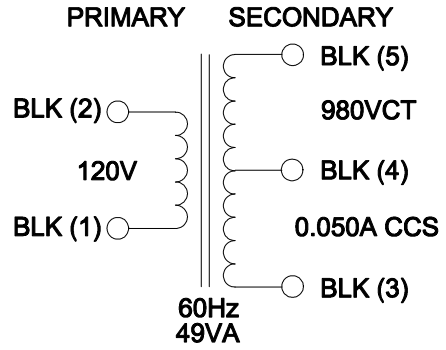 PRIMARY SECONDARY
BLK (5)
BLK (2) 980VCT
120V BLK (4)
BLK (1) 0.050A CCS
BLK (3)
60Hz
49VA